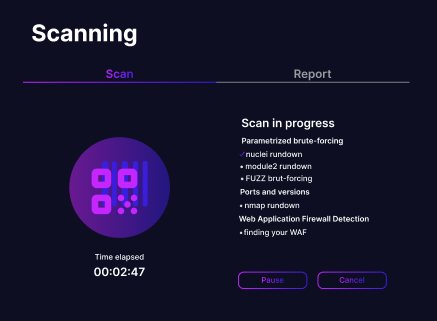 Scanning
Scan
Report
Scan in progress
Parametrized brute-forcing
✓nuclei rundown
• module2 rundown
• FUZZ brut-forcing
Ports and versions
• nmap rundown
Web Application Firewall Detection
• finding your WAF
Time elapsed
00:02:47
Pause
Cancel